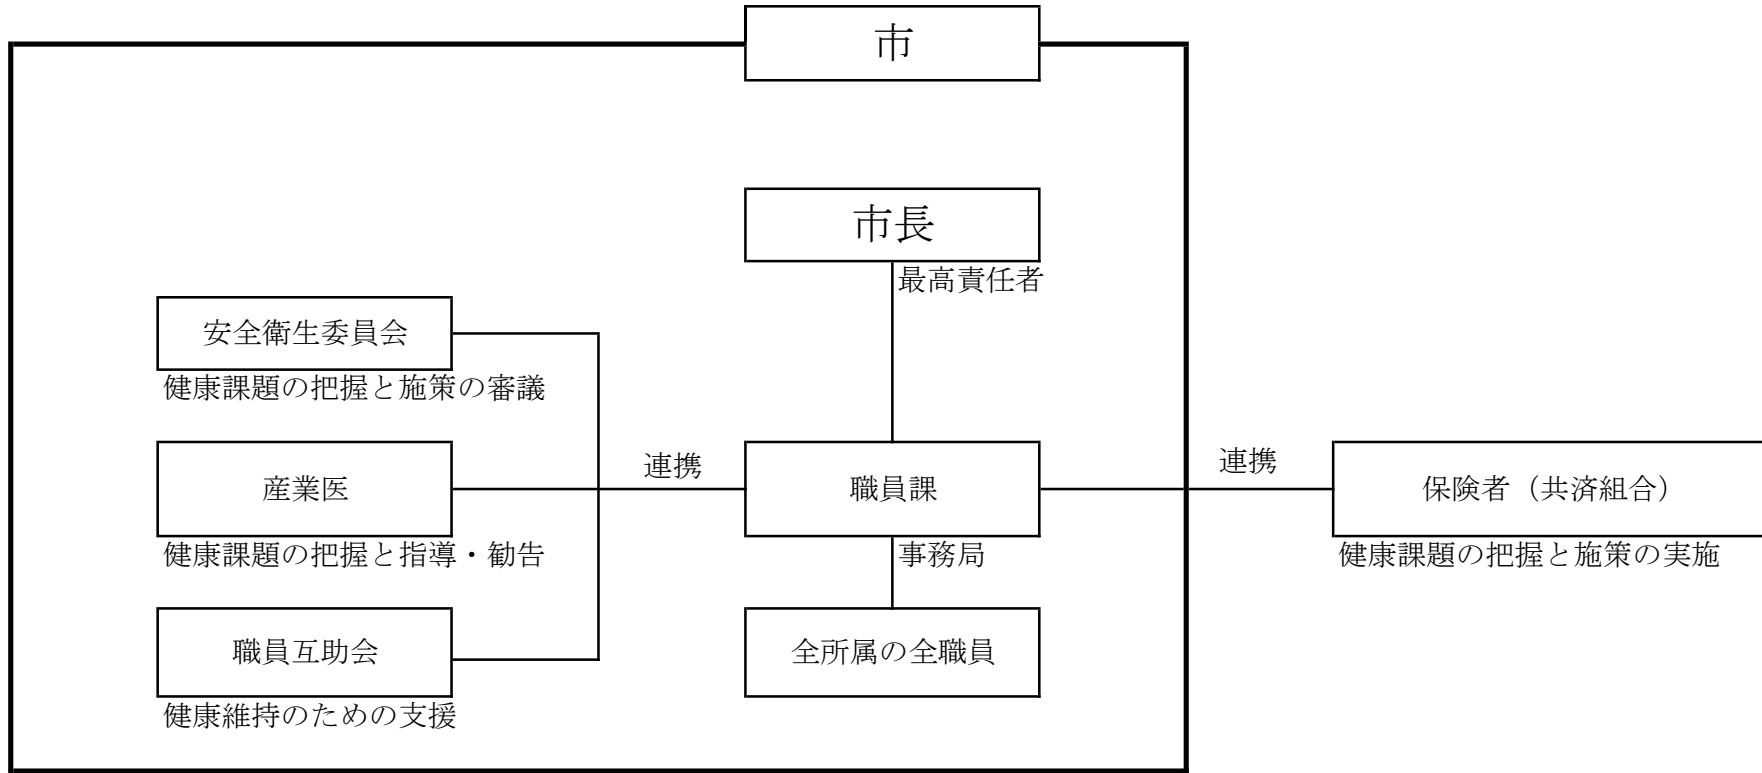 市
市長
最高責任者
安全衛生委員会
健康課題の把握と施策の審議
産業医
健康課題の把握と指導・勧告
職員互助会
健康維持のための支援
連携
職員課
事務局
全所属の全職員
連携
保険者（共済組合）
健康課題の把握と施策の実施